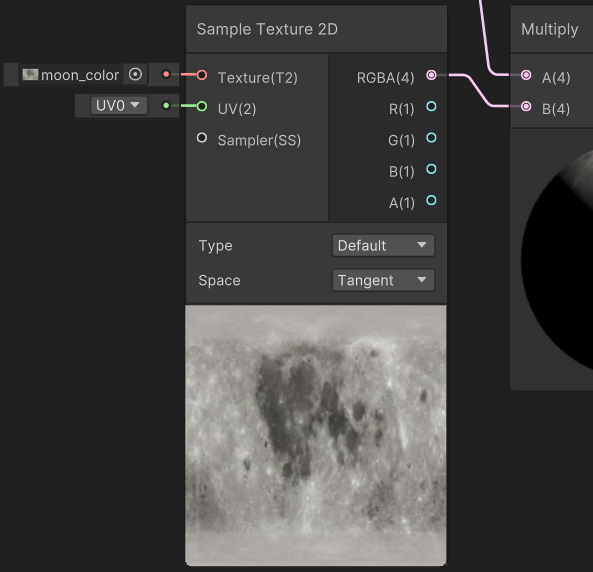 Sample Texture 2D
Multiply
moon_color
Texture(T2)
RGBA(4)
A(4)
UV0
UV(2)
R(1)
B(4)
Sampler(SS)
G(1)
B(1)
A(1)
Type
Default
Space
Tangent